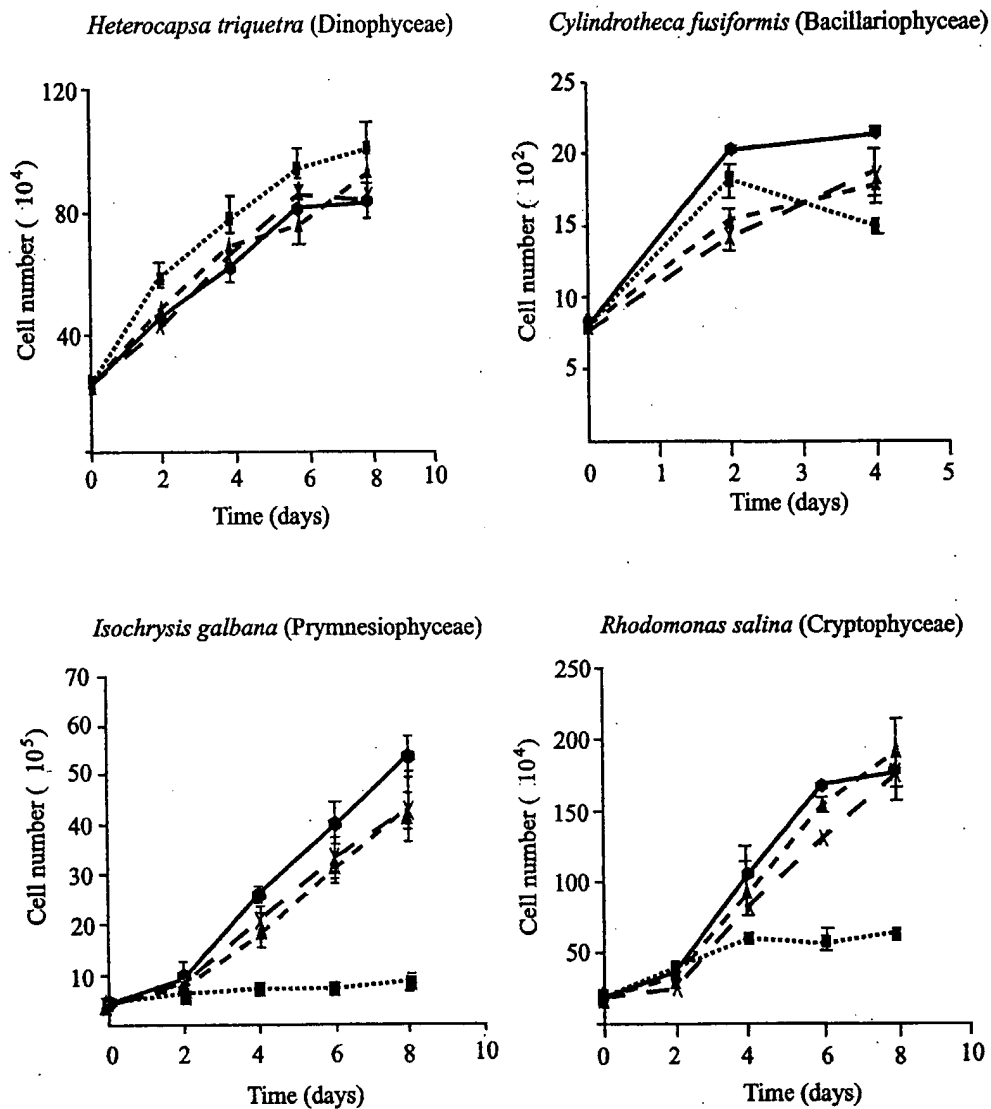 Heterocapsa triquetra (Dinophyceae)
120
80
40
Cell number ( 10⁴)
0 2 4 6 8 10
Time (days)
Cylindrotheca fusiformis (Bacillariophyceae)
25
20
15
10
5
Cell number ( 10²)
0 1 2 3 4 5
Time (days)
Isochrysis galbana (Prymnesiophyceae)
70
60
50
40
30
20
10
Cell number ( 10⁵)
0 2 4 6 8 10
Time (days)
Rhodomonas salina (Cryptophyceae)
250
200
150
100
50
Cell number ( 10⁴)
0 2 4 6 8 10
Time (days)